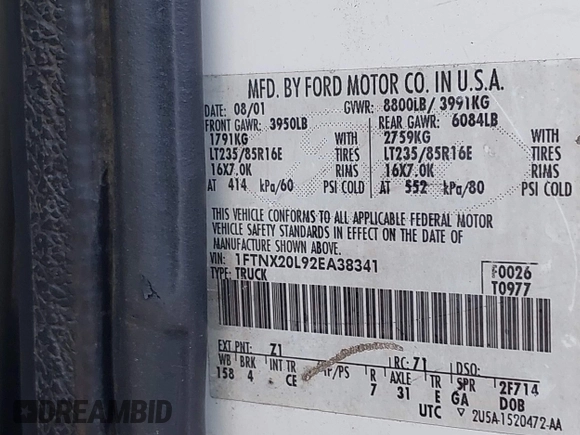 MFD. BY FORD MOTOR CO. IN U.S.A.
DATE: 08/01 GVWR: 8800LB/ 3991KG
FRONT GAWR: 3950LB REAR GAWR: 6084LB
1791KG WITH 2759KG WITH
LT235/85R16E TIRES LT235/85R16E TIRES
16X7.0K RIMS 16X7.0K RIMS
AT 414 kPa/60 PSI COLD AT 552 kPa/80 PSI COLD
THIS VEHICLE CONFORMS TO ALL APPLICABLE FEDERAL MOTOR
VEHICLE SAFETY STANDARDS IN EFFECT ON THE DATE OF
MANUFACTURE SHOWN ABOVE.
VIN: 1FTNX20L92EA38341 F0026
TYPE: TRUCK T0977
EXT PNT: Z1 RC: 71 DSO:
WB BRK INT TR TP/PS R AXLE TR SPR 2F714
158 4 CE 7 31 E GA DOB
UTC 2U5A-1520472-AA
DREAMBID